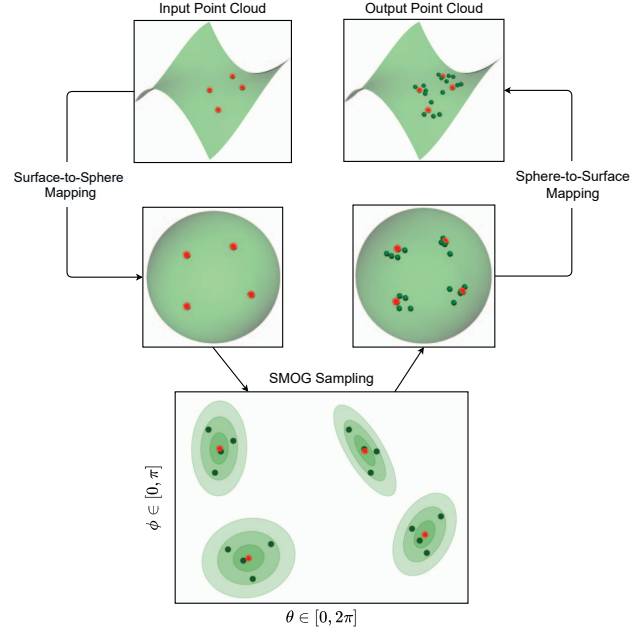 Input Point Cloud
Output Point Cloud
Surface-to-Sphere
Mapping
Sphere-to-Surface
Mapping
SMOG Sampling
ϕ ∈ [0, π]
θ ∈ [0, 2π]